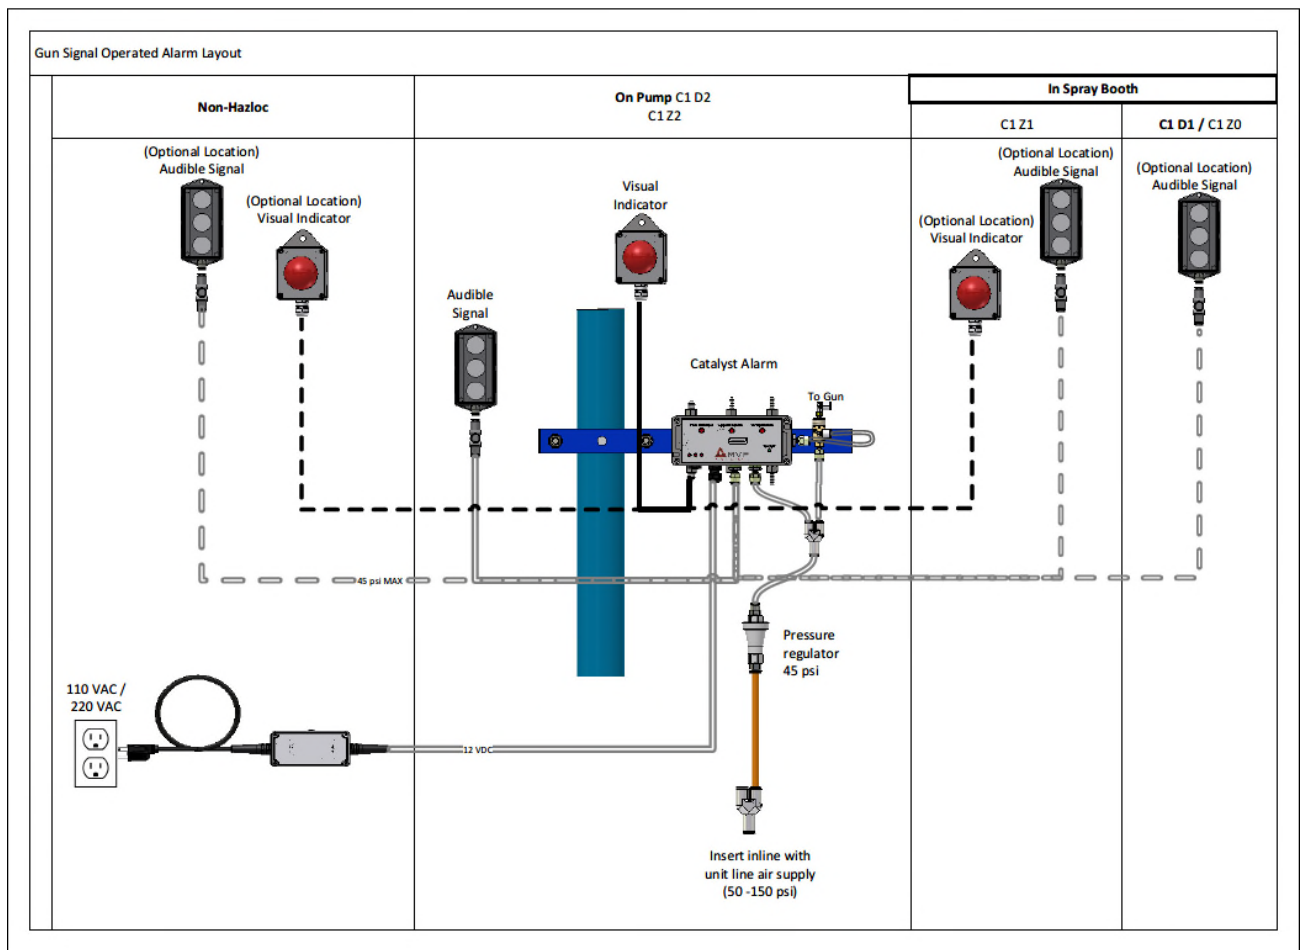 Gun Signal Operated Alarm Layout
Non-Hazloc
On Pump C1 D2
C1 Z2
In Spray Booth
C1 Z1
C1 D1 / C1 Z0
(Optional Location)
Audible Signal
(Optional Location)
Visual Indicator
Visual
Indicator
Audible
Signal
Catalyst Alarm
To Gun
MVP
(Optional Location)
Audible Signal
(Optional Location)
Visual Indicator
(Optional Location)
Audible Signal
45 psi MAX
Pressure
regulator
45 psi
110 VAC /
220 VAC
12 VDC
Insert inline with
unit line air supply
(50 -150 psi)